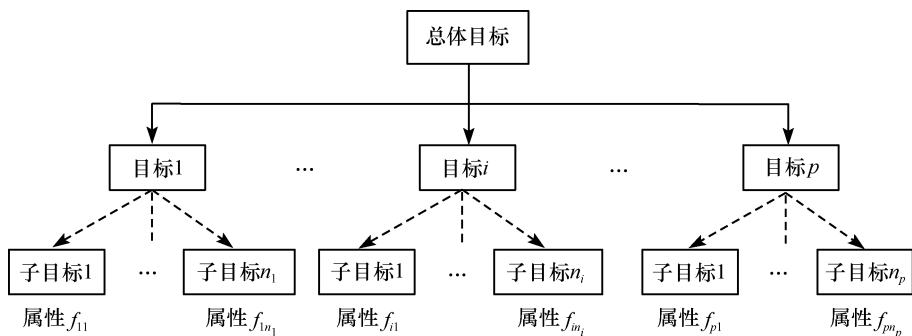 总体目标
目标1 ... 目标i ... 目标p
子目标1 ... 子目标n₁ 子目标1 ... 子目标nᵢ 子目标1 ... 子目标nₚ
属性f₁₁ 属性f₁ₙ₁ 属性fᵢ₁ 属性fᵢₙᵢ 属性fₚ₁ 属性fₚₙₚ